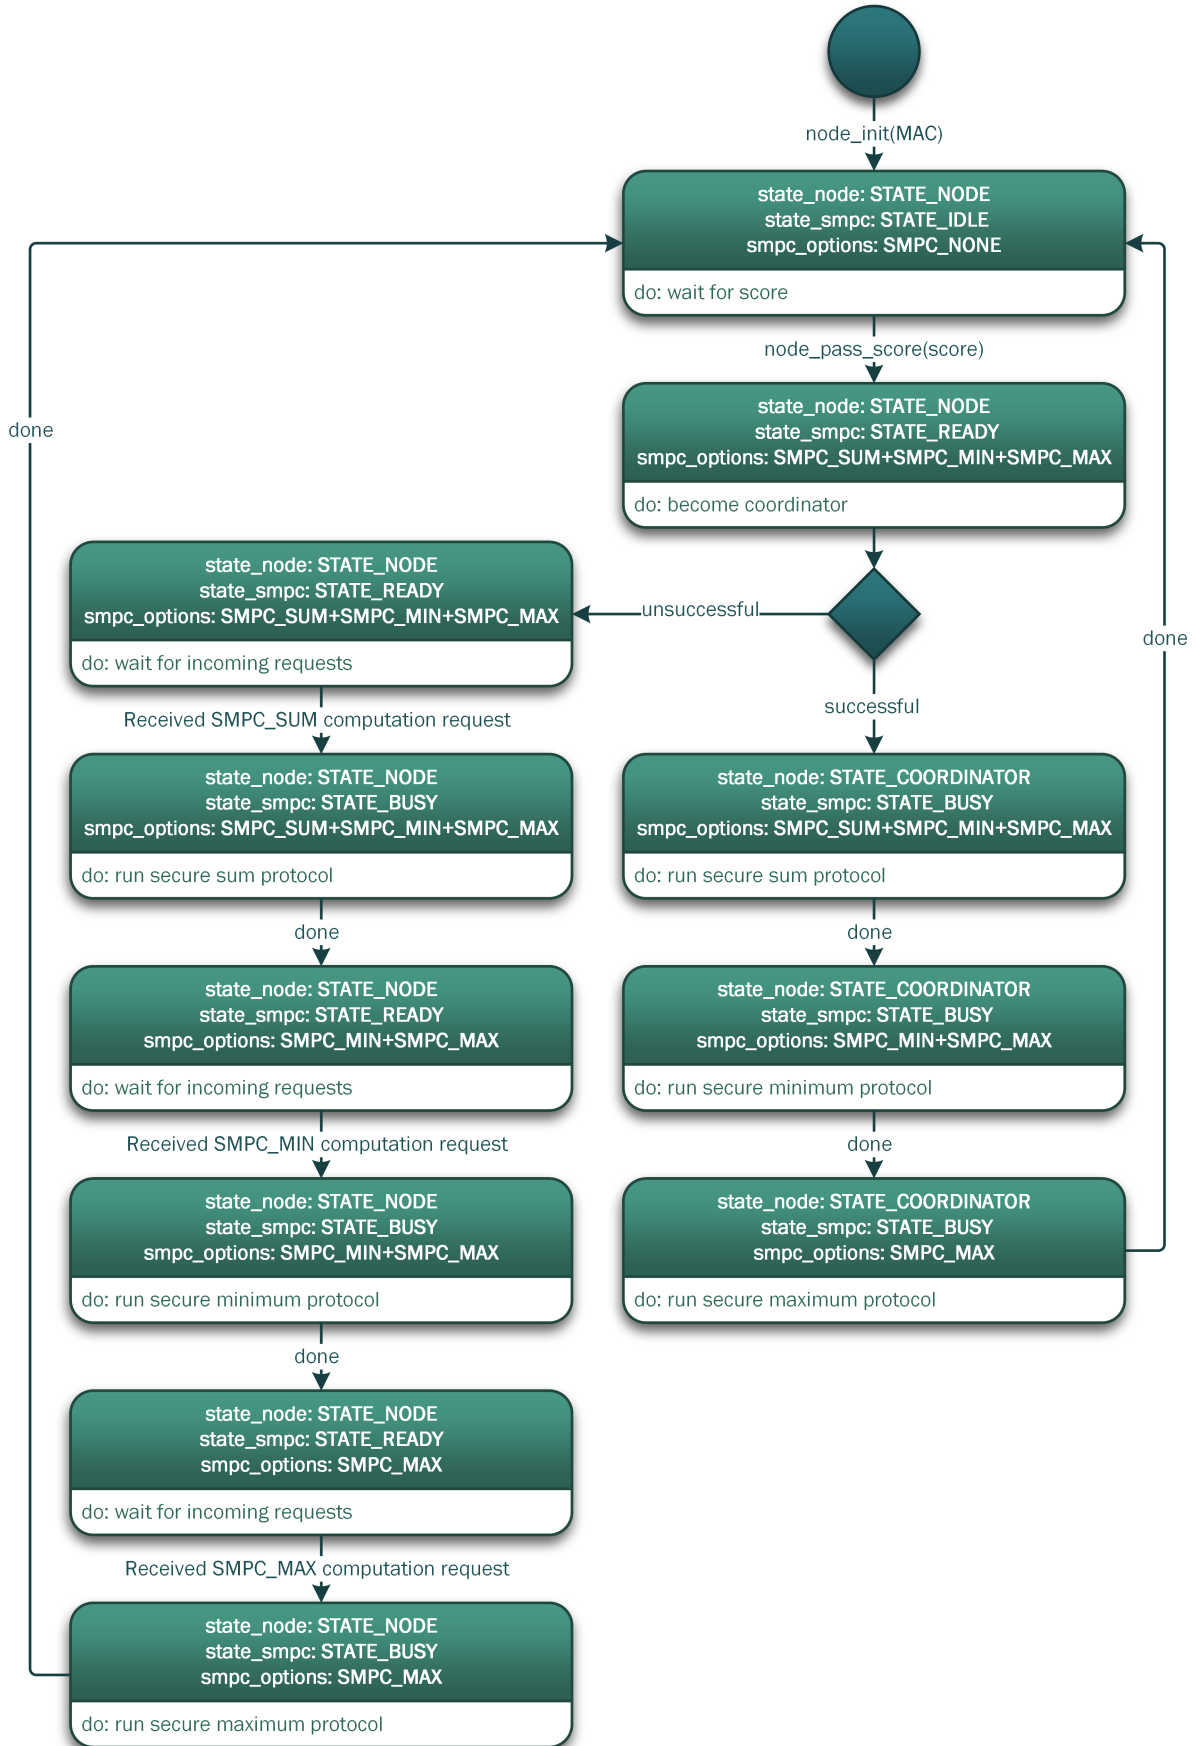 node_init(MAC)
state_node: STATE_NODE
state_smpc: STATE_IDLE
smpc_options: SMPC_NONE
do: wait for score
node_pass_score(score)
state_node: STATE_NODE
state_smpc: STATE_READY
smpc_options: SMPC_SUM+SMPC_MIN+SMPC_MAX
do: become coordinator
unsuccessful
successful
done
done
state_node: STATE_NODE
state_smpc: STATE_READY
smpc_options: SMPC_SUM+SMPC_MIN+SMPC_MAX
do: wait for incoming requests
Received SMPC_SUM computation request
state_node: STATE_NODE
state_smpc: STATE_BUSY
smpc_options: SMPC_SUM+SMPC_MIN+SMPC_MAX
do: run secure sum protocol
done
state_node: STATE_NODE
state_smpc: STATE_READY
smpc_options: SMPC_MIN+SMPC_MAX
do: wait for incoming requests
Received SMPC_MIN computation request
state_node: STATE_NODE
state_smpc: STATE_BUSY
smpc_options: SMPC_MIN+SMPC_MAX
do: run secure minimum protocol
done
state_node: STATE_NODE
state_smpc: STATE_READY
smpc_options: SMPC_MAX
do: wait for incoming requests
Received SMPC_MAX computation request
state_node: STATE_NODE
state_smpc: STATE_BUSY
smpc_options: SMPC_MAX
do: run secure maximum protocol
state_node: STATE_COORDINATOR
state_smpc: STATE_BUSY
smpc_options: SMPC_SUM+SMPC_MIN+SMPC_MAX
do: run secure sum protocol
done
state_node: STATE_COORDINATOR
state_smpc: STATE_BUSY
smpc_options: SMPC_MIN+SMPC_MAX
do: run secure minimum protocol
done
state_node: STATE_COORDINATOR
state_smpc: STATE_BUSY
smpc_options: SMPC_MAX
do: run secure maximum protocol